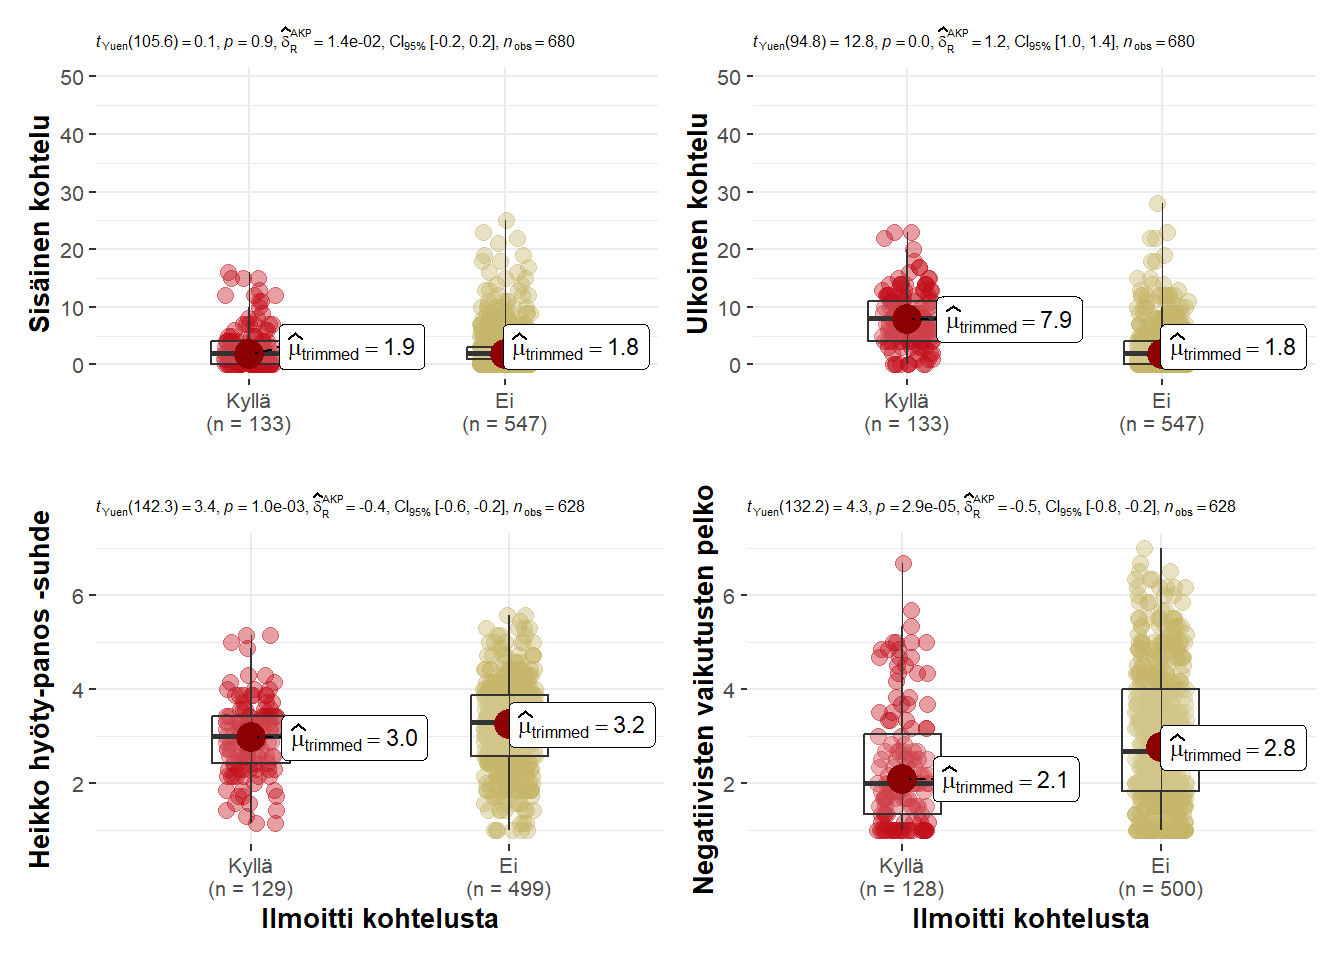 t Yuen(105.6) = 0.1, p = 0.9, δ̂ R AKP = 1.4e-02, CI95% [-0.2, 0.2], nobs = 680
50
40
30
20
10
0
Sisäinen kohtelu
μ̂trimmed = 1.9
μ̂trimmed = 1.8
Kyllä
(n = 133)
Ei
(n = 547)
t Yuen(94.8) = 12.8, p = 0.0, δ̂ R AKP = 1.2, CI95% [1.0, 1.4], nobs = 680
50
40
30
20
10
0
Ulkoinen kohtelu
μ̂trimmed = 7.9
μ̂trimmed = 1.8
Kyllä
(n = 133)
Ei
(n = 547)
t Yuen(142.3) = 3.4, p = 1.0e-03, δ̂ R AKP = -0.4, CI95% [-0.6, -0.2], nobs = 628
6
4
2
Heikko hyöty-panos -suhde
μ̂trimmed = 3.0
μ̂trimmed = 3.2
Kyllä
(n = 129)
Ei
(n = 499)
Ilmoitti kohtelusta
t Yuen(132.2) = 4.3, p = 2.9e-05, δ̂ R AKP = -0.5, CI95% [-0.8, -0.2], nobs = 628
6
4
2
Negatiivisten vaikutusten pelko
μ̂trimmed = 2.1
μ̂trimmed = 2.8
Kyllä
(n = 128)
Ei
(n = 500)
Ilmoitti kohtelusta